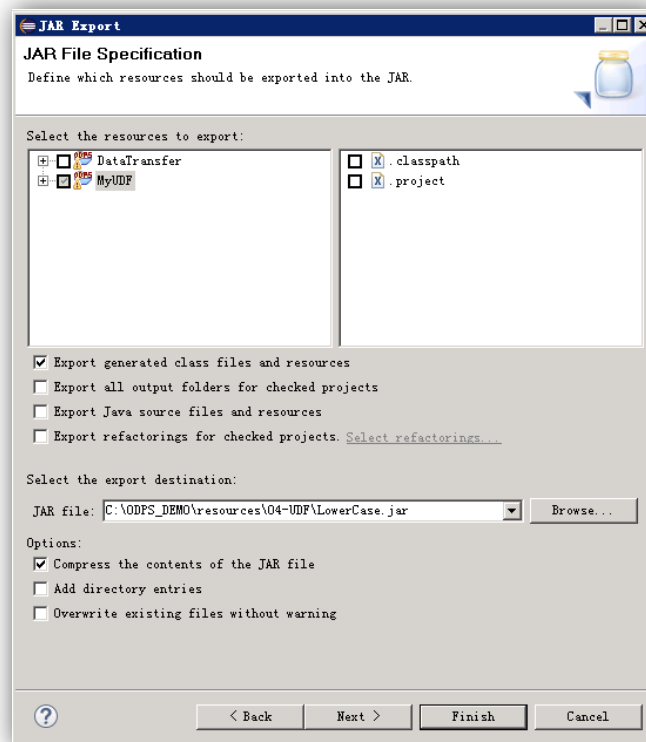 JAR Export
JAR File Specification
Define which resources should be exported into the JAR.
Select the resources to export:
DataTransfer
MyUDF
.classpath
.project
Export generated class files and resources
Export all output folders for checked projects
Export Java source files and resources
Export refactorings for checked projects. Select refactorings...
Select the export destination:
JAR file: C:\ODPS_DEMO\resources\04-UDF\LowerCase.jar Browse...
Options:
Compress the contents of the JAR file
Add directory entries
Overwrite existing files without warning
? < Back Next > Finish Cancel